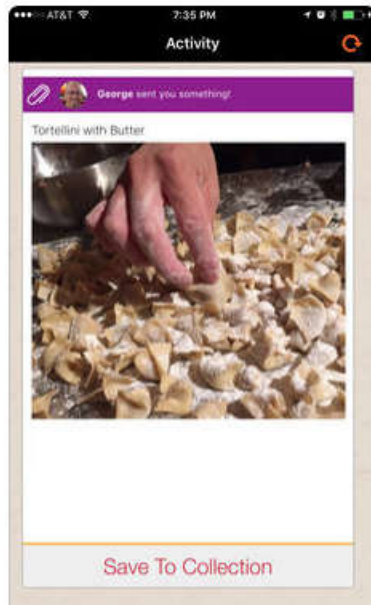 AT&T 7:35 PM
Activity
George sent you something!
Tortellini with Butter
Save To Collection